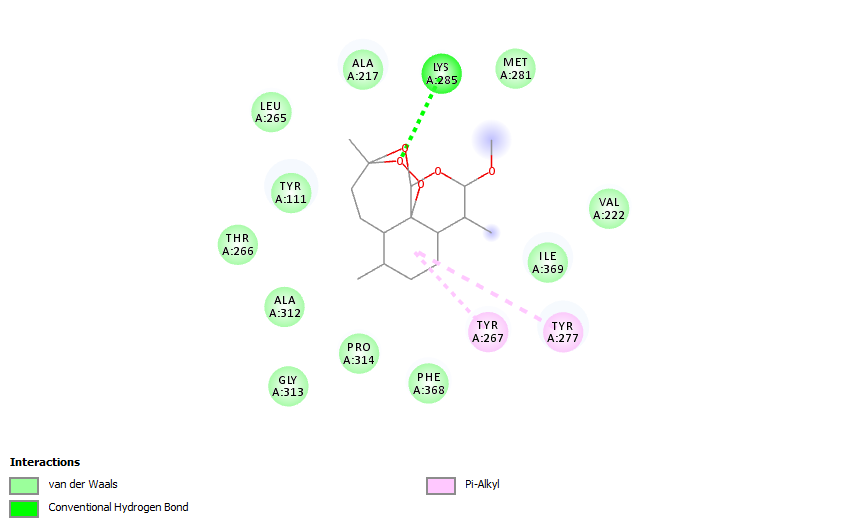 ALA
A:217
LYS
A:285
MET
A:281
LEU
A:265
O
O
O
O
O
TYR
A:111
VAL
A:222
THR
A:266
ILE
A:369
ALA
A:312
TYR
A:267
TYR
A:277
PRO
A:314
GLY
A:313
PHE
A:368
Interactions
van der Waals
Conventional Hydrogen Bond
Pi-Alkyl